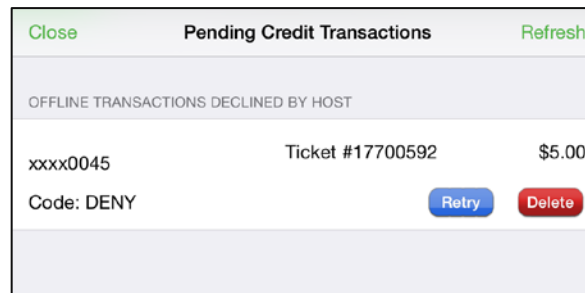 Close Pending Credit Transactions Refresh
OFFLINE TRANSACTIONS DECLINED BY HOST
xxxx0045 Ticket #17700592 $5.00
Code: DENY Retry Delete